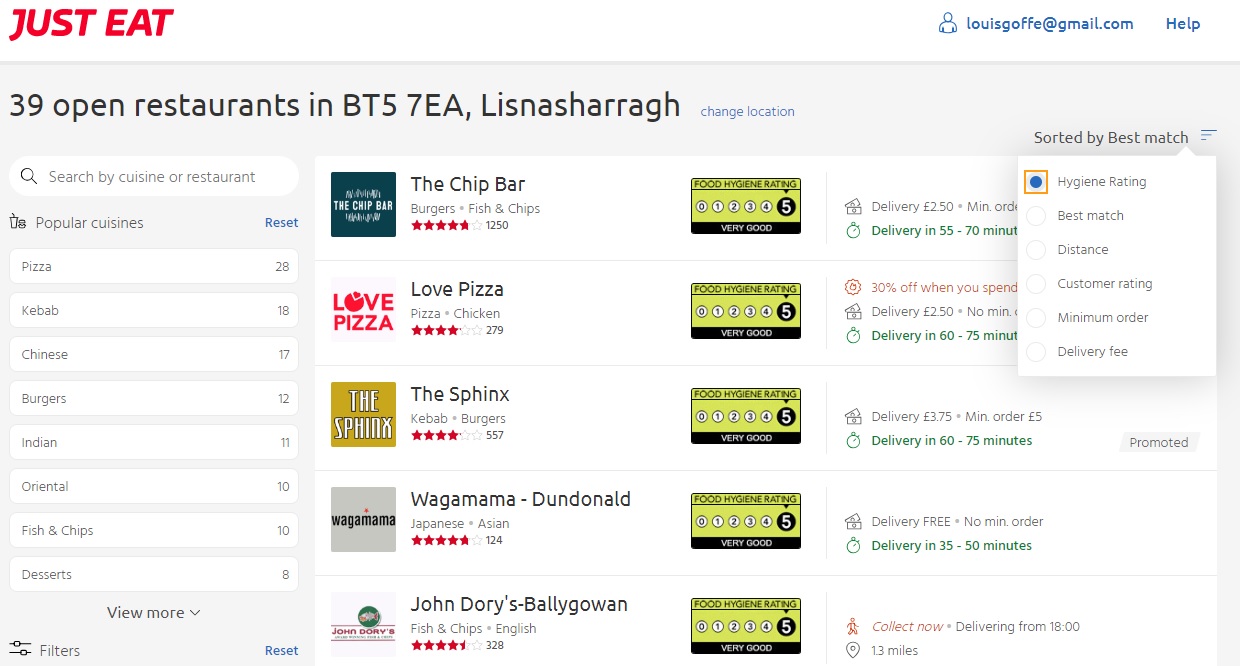 JUST EAT
louisgoffe@gmail.com
Help
39 open restaurants in BT5 7EA, Lisnasharragh
change location
Sorted by Best match
Hygiene Rating
Best match
Distance
Customer rating
Minimum order
Delivery fee
Search by cuisine or restaurant
Popular cuisines
Reset
Pizza 28
Kebab 18
Chinese 17
Burgers 12
Indian 11
Oriental 10
Fish & Chips 10
Desserts 8
View more
Filters
Reset
THE CHIP BAR
The Chip Bar
Burgers • Fish & Chips
1250
FOOD HYGIENE RATING
0 1 2 3 4 5
VERY GOOD
Delivery £2.50 • Min. orde
Delivery in 55 - 70 minut
LOVE
PIZZA
Love Pizza
Pizza • Chicken
279
FOOD HYGIENE RATING
0 1 2 3 4 5
VERY GOOD
30% off when you spend
Delivery £2.50 • No min. o
Delivery in 60 - 75 minut
THE
SPHINX
The Sphinx
Kebab • Burgers
557
FOOD HYGIENE RATING
0 1 2 3 4 5
VERY GOOD
Delivery £3.75 • Min. order £5
Delivery in 60 - 75 minutes
Promoted
wagamama
Wagamama - Dundonald
Japanese • Asian
124
FOOD HYGIENE RATING
0 1 2 3 4 5
VERY GOOD
Delivery FREE • No min. order
Delivery in 35 - 50 minutes
JOHN DORY'S
John Dory's-Ballygowan
Fish & Chips • English
328
FOOD HYGIENE RATING
0 1 2 3 4 5
VERY GOOD
Collect now • Delivering from 18:00
1.3 miles